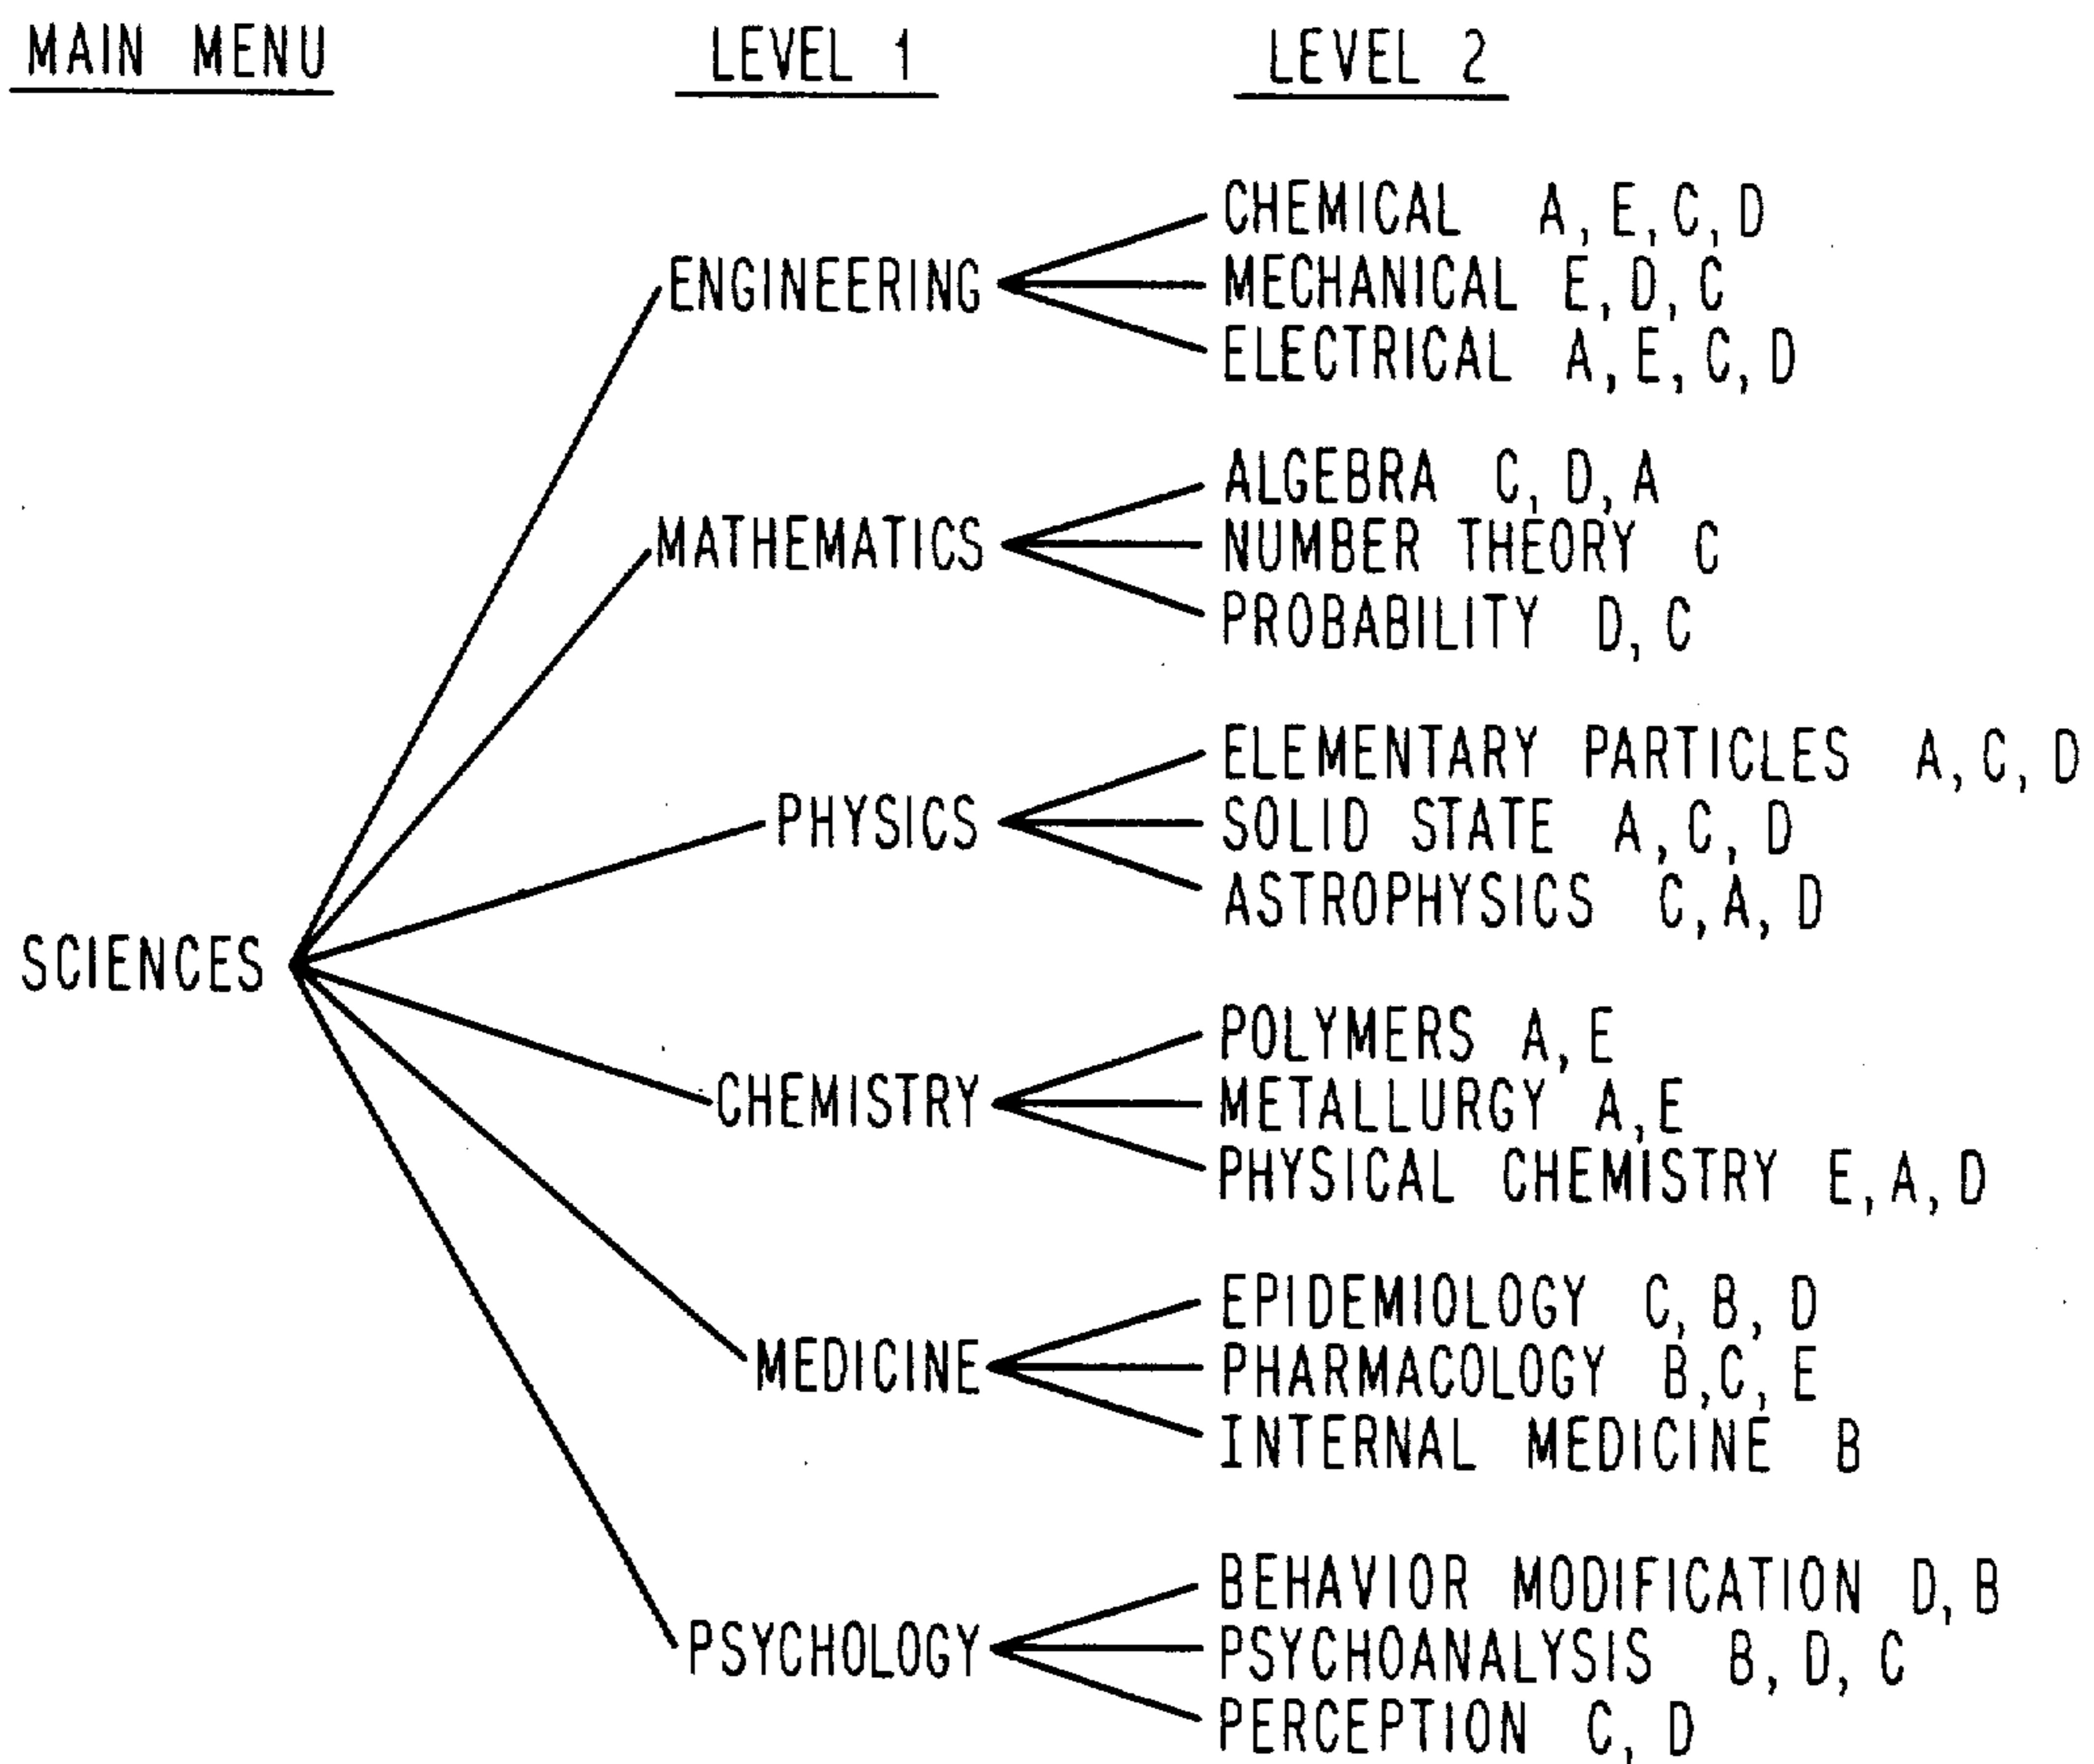 MAIN MENU LEVEL 1 LEVEL 2
CHEMICAL A, E, C, D
ENGINEERING MECHANICAL E, D, C
ELECTRICAL A, E, C, D
ALGEBRA C, D, A
MATHEMATICS NUMBER THEORY C
PROBABILITY D, C
ELEMENTARY PARTICLES A, C, D
PHYSICS SOLID STATE A, C, D
ASTROPHYSICS C, A, D
SCIENCES
POLYMERS A, E
CHEMISTRY METALLURGY A, E
PHYSICAL CHEMISTRY E, A, D
EPIDEMIOLOGY C, B, D
MEDICINE PHARMACOLOGY B, C, E
INTERNAL MEDICINE B
BEHAVIOR MODIFICATION D, B
PSYCHOLOGY PSYCHOANALYSIS B, D, C
PERCEPTION C, D